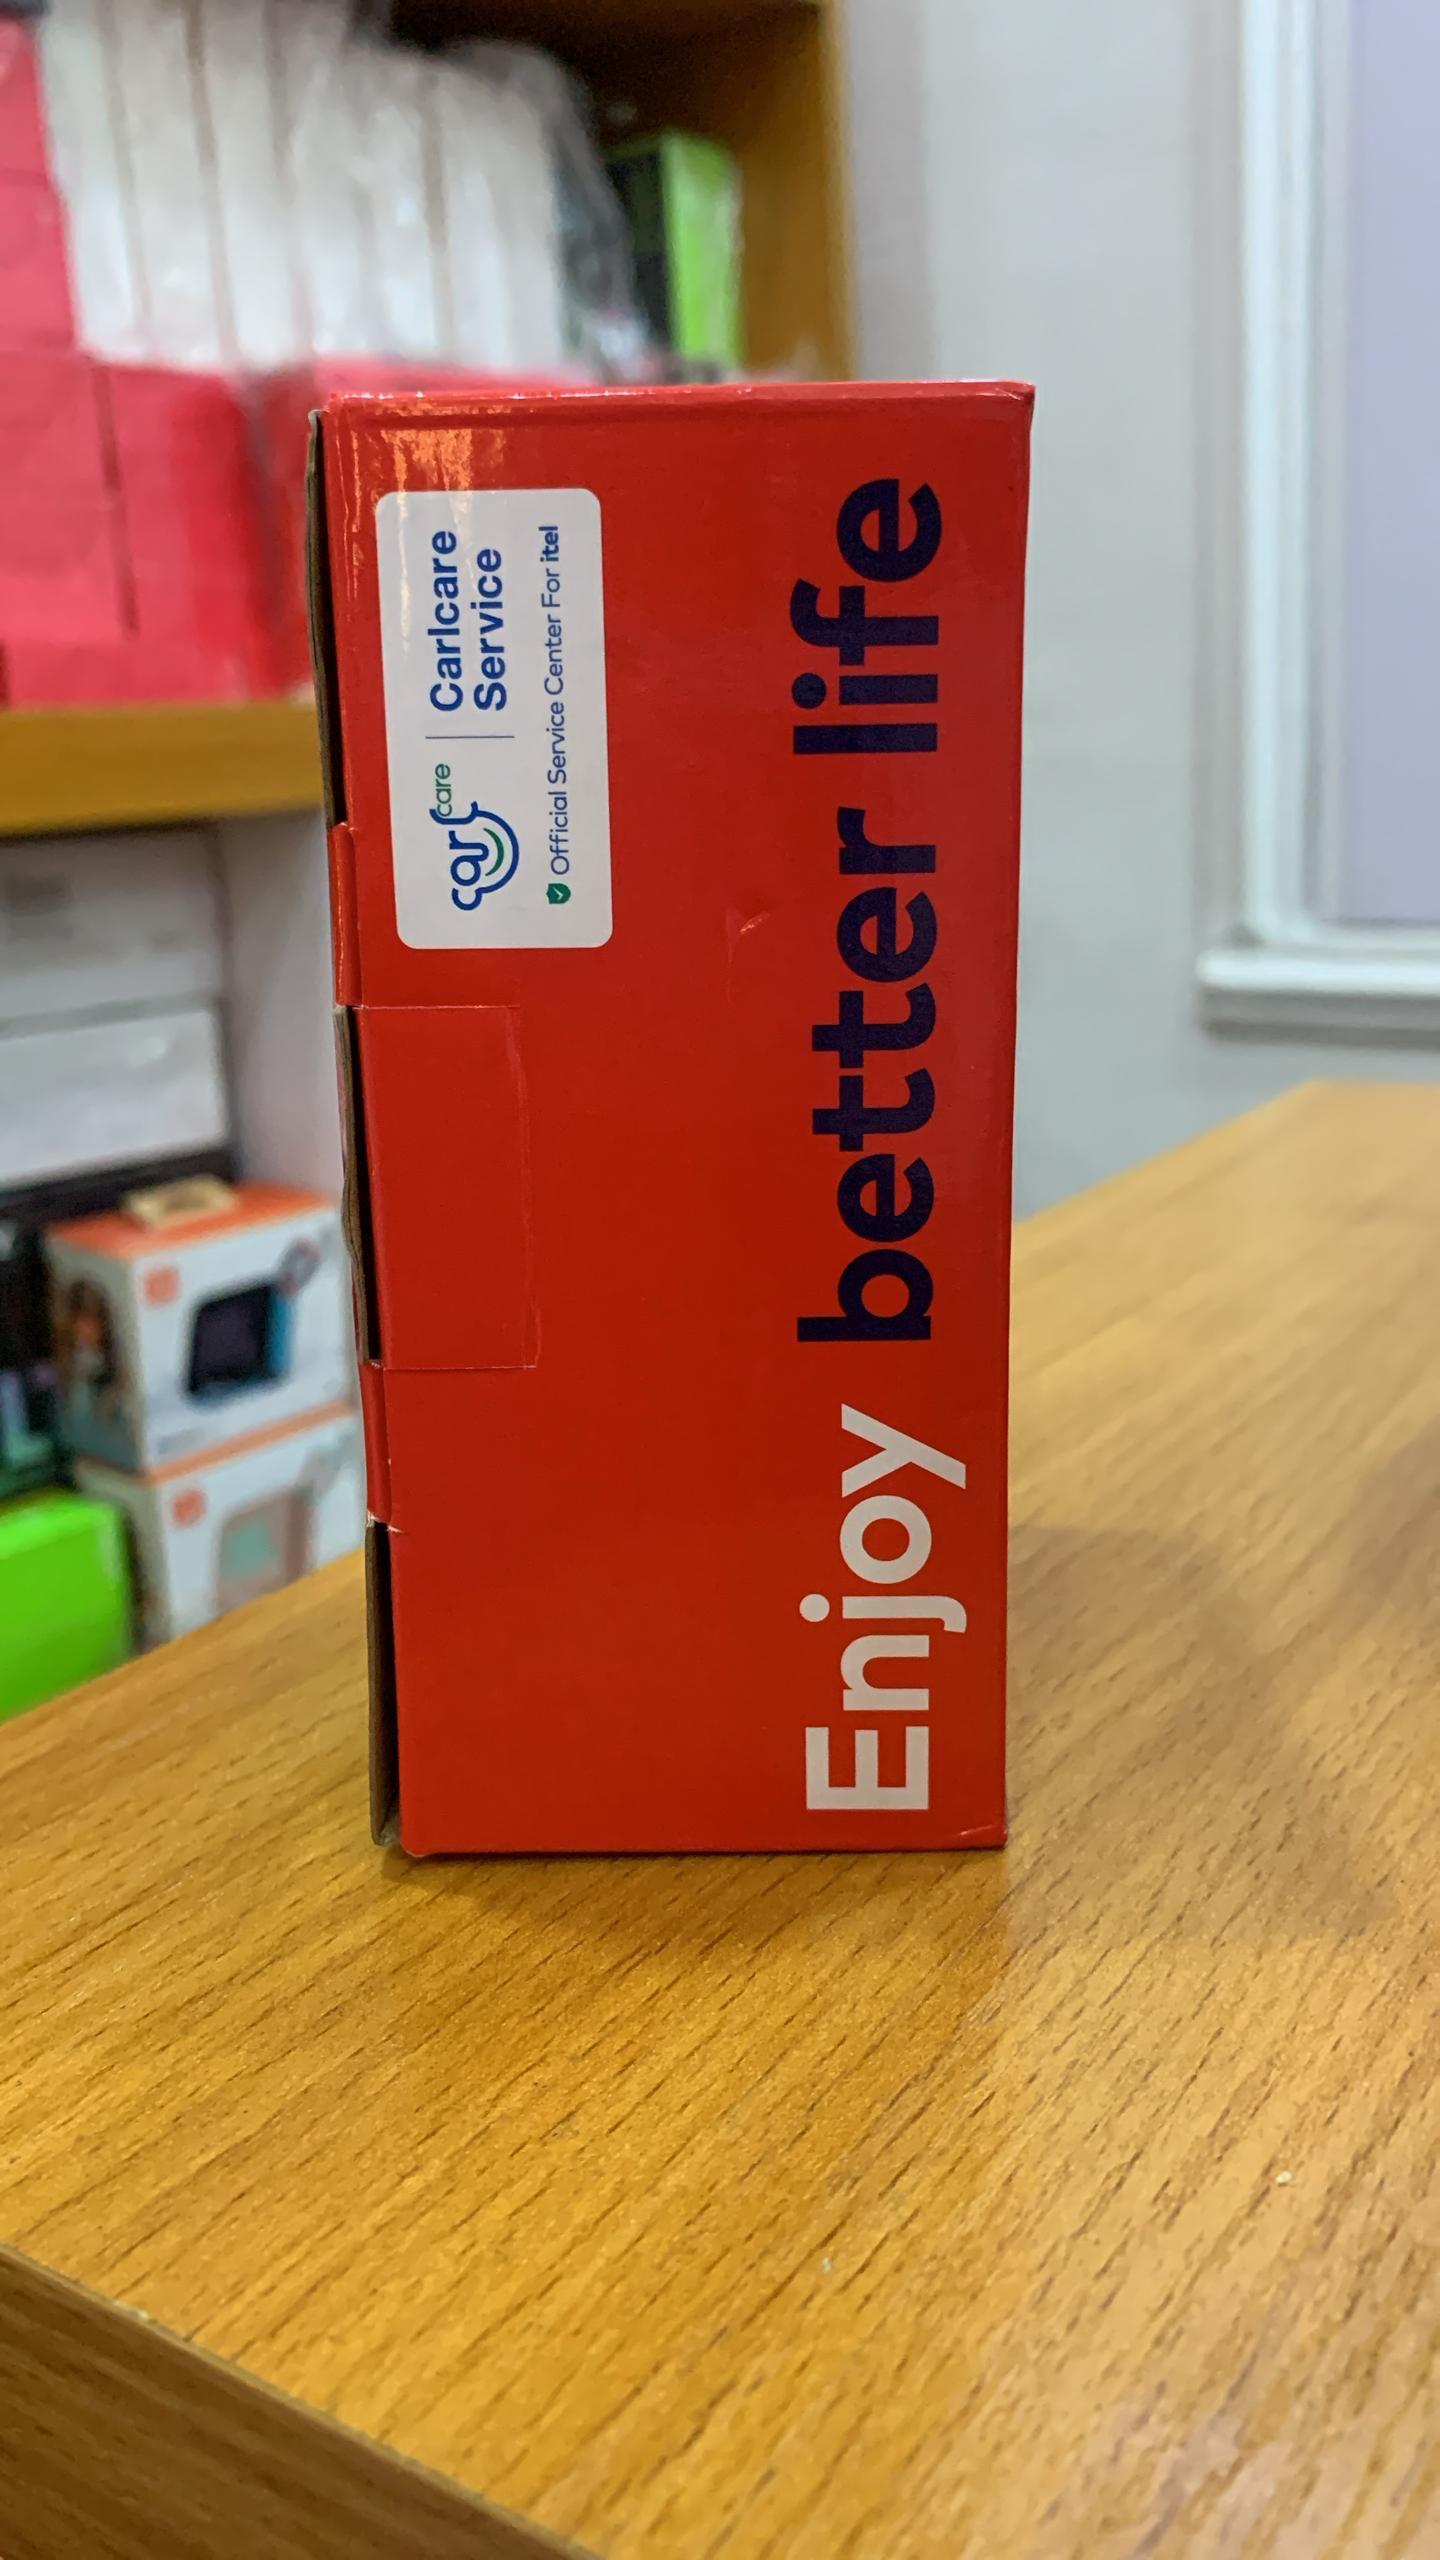 carlcare
Carlcare
Service
Official Service Center For itel
Enjoy better life